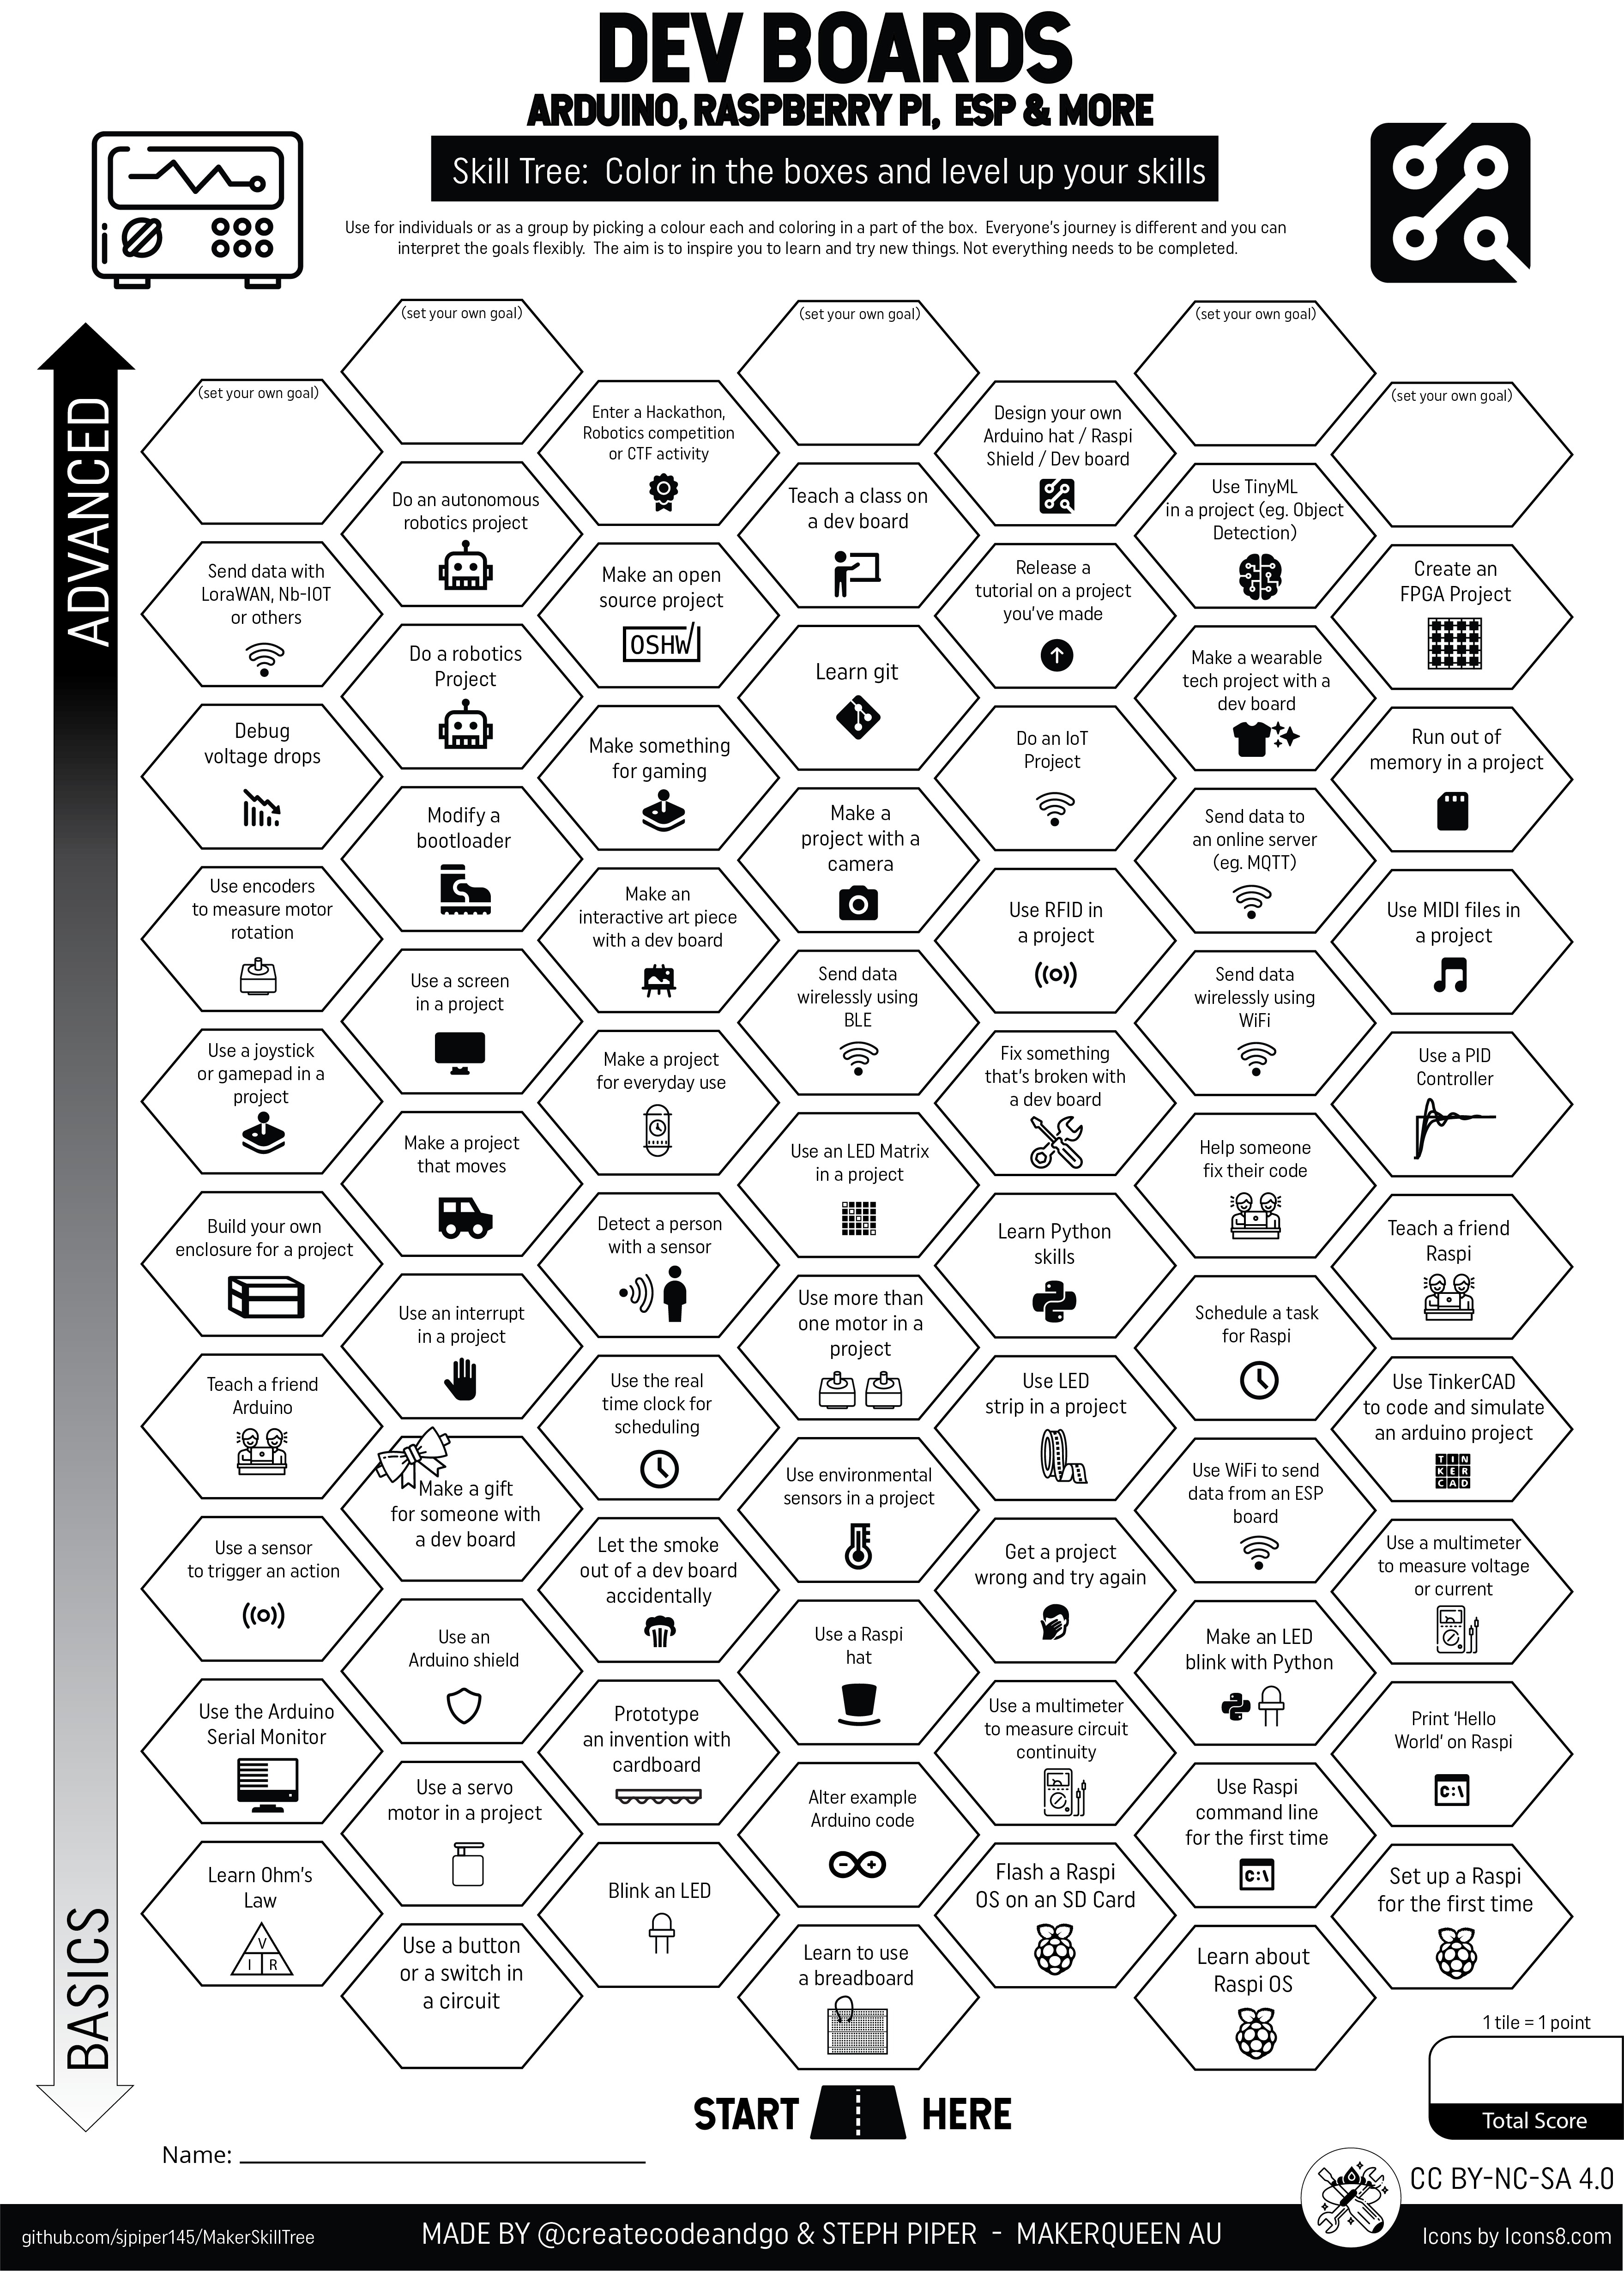 DEV BOARDS
ARDUINO, RASPBERRY PI, ESP & MORE
Skill Tree: Color in the boxes and level up your skills
Use for individuals or as a group by picking a colour each and coloring in a part of the box. Everyone's journey is different and you can
interpret the goals flexibly. The aim is to inspire you to learn and try new things. Not everything needs to be completed.
ADVANCED
(set your own goal)
(set your own goal)
(set your own goal)
(set your own goal)
(set your own goal)
Enter a Hackathon,
Robotics competition
or CTF activity
Design your own
Arduino hat / Raspi
Shield / Dev board
Do an autonomous
robotics project
Teach a class on
a dev board
Use TinyML
in a project (eg. Object
Detection)
Send data with
LoraWAN, Nb-IOT
or others
Make an open
source project
OSHW
Release a
tutorial on a project
you've made
Create an
FPGA Project
Do a robotics
Project
Learn git
Make a wearable
tech project with a
dev board
Debug
voltage drops
Make something
for gaming
Do an IoT
Project
Run out of
memory in a project
Modify a
bootloader
Make a
project with a
camera
Send data to
an online server
(eg. MQTT)
Use encoders
to measure motor
rotation
Make an
interactive art piece
with a dev board
Use RFID in
a project
Use MIDI files in
a project
Use a screen
in a project
Send data
wirelessly using
BLE
Send data
wirelessly using
WiFi
Use a joystick
or gamepad in a
project
Make a project
for everyday use
Fix something
that's broken with
a dev board
Use a PID
Controller
Make a project
that moves
Use an LED Matrix
in a project
Help someone
fix their code
Build your own
enclosure for a project
Detect a person
with a sensor
Learn Python
skills
Teach a friend
Raspi
Use an interrupt
in a project
Use more than
one motor in a
project
Schedule a task
for Raspi
Teach a friend
Arduino
Use the real
time clock for
scheduling
Use LED
strip in a project
Use TinkerCAD
to code and simulate
an arduino project
TIN
KER
CAD
Make a gift
for someone with
a dev board
Use environmental
sensors in a project
Use WiFi to send
data from an ESP
board
Use a sensor
to trigger an action
Let the smoke
out of a dev board
accidentally
Get a project
wrong and try again
Use a multimeter
to measure voltage
or current
Use an
Arduino shield
Use a Raspi
hat
Make an LED
blink with Python
Use the Arduino
Serial Monitor
Prototype
an invention with
cardboard
Use a multimeter
to measure circuit
continuity
Print 'Hello
World' on Raspi
C:\
Use a servo
motor in a project
Alter example
Arduino code
Use Raspi
command line
for the first time
C:\
Learn Ohm's
Law
V
I R
Blink an LED
Flash a Raspi
OS on an SD Card
Set up a Raspi
for the first time
Use a button
or a switch in
a circuit
Learn to use
a breadboard
Learn about
Raspi OS
BASICS
START HERE
1 tile = 1 point
Total Score
Name:
CC BY-NC-SA 4.0
github.com/sjpiper145/MakerSkillTree
MADE BY @createcodeandgo & STEPH PIPER - MAKERQUEEN AU
Icons by Icons8.com